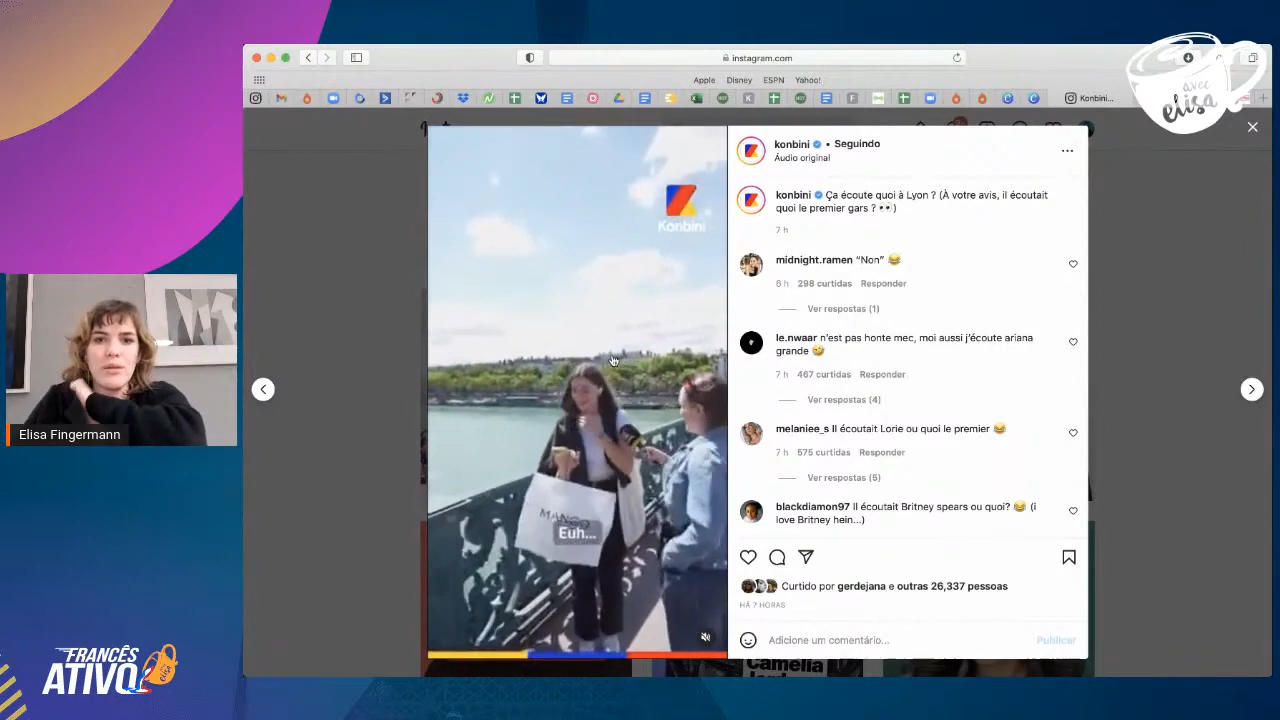 instagram.com
Apple Disney ESPN Yahoo!
Konbini...
avec
elisa
konbini • Seguindo
Áudio original
Konbini
konbini Ça écoute quoi à Lyon ? (À votre avis, il écoutait
quoi le premier gars ? 👀)
7 h
midnight.ramen “Non” 😂
6 h 298 curtidas Responder
Ver respostas (1)
le.nwaar n'est pas honte mec, moi aussi j'écoute ariana
grande 🤣
7 h 467 curtidas Responder
Ver respostas (4)
melaniee_s Il écoutait Lorie ou quoi le premier 😂
7 h 575 curtidas Responder
Ver respostas (5)
blackdiamon97 Il écoutait Britney spears ou quoi? 😂 (i
love Britney hein...)
MANGO
Euh...
Curtido por gerdejana e outras 26,337 pessoas
HÁ 7 HORAS
Adicione um comentário...
Publicar
Elisa Fingermann
FRANCÊS
ATIVO
Camélia